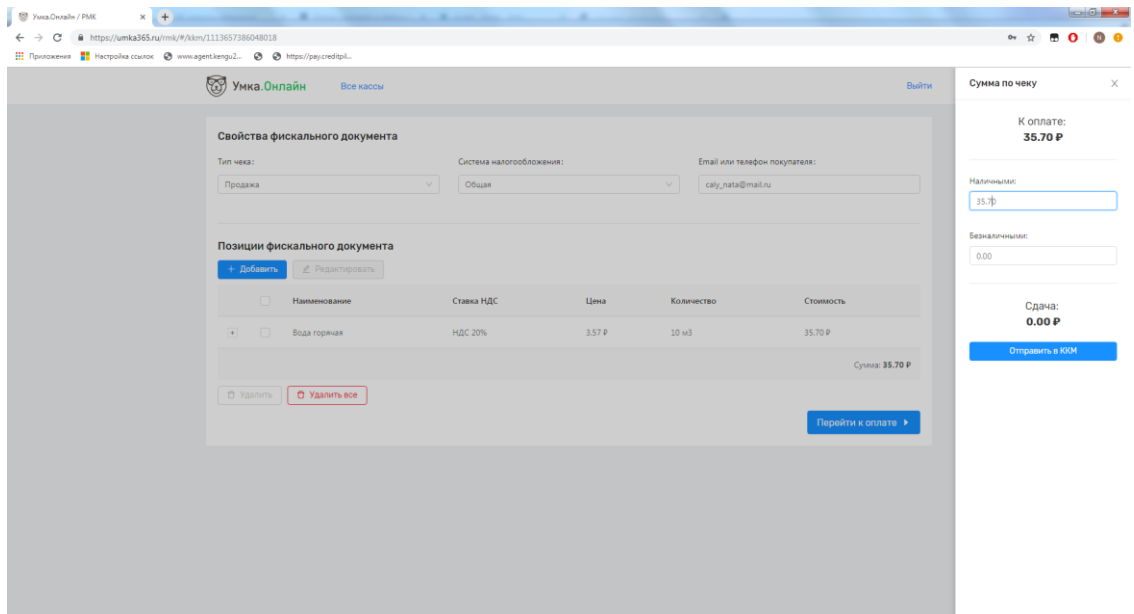 Умка.Онлайн / РМК
https://umka365.ru/rmk/#/kkm/1113657386048018
Приложения Настройка ссылок www.agent.kengu2... https://pay.creditpil...
Умка.Онлайн Все кассы Выйти
Свойства фискального документа
Тип чека: Система налогообложения: Email или телефон покупателя:
Продажа Общая caly_nata@mail.ru
Позиции фискального документа
+ Добавить Редактировать
Наименование Ставка НДС Цена Количество Стоимость
+ Вода горячая НДС 20% 3.57 ₽ 10 м3 35.70 ₽
Сумма: 35.70 ₽
Удалить Удалить все
Перейти к оплате
Сумма по чеку
К оплате:
35.70 ₽
Наличными:
35.70
Безналичными:
0.00
Сдача:
0.00 ₽
Отправить в ККМ